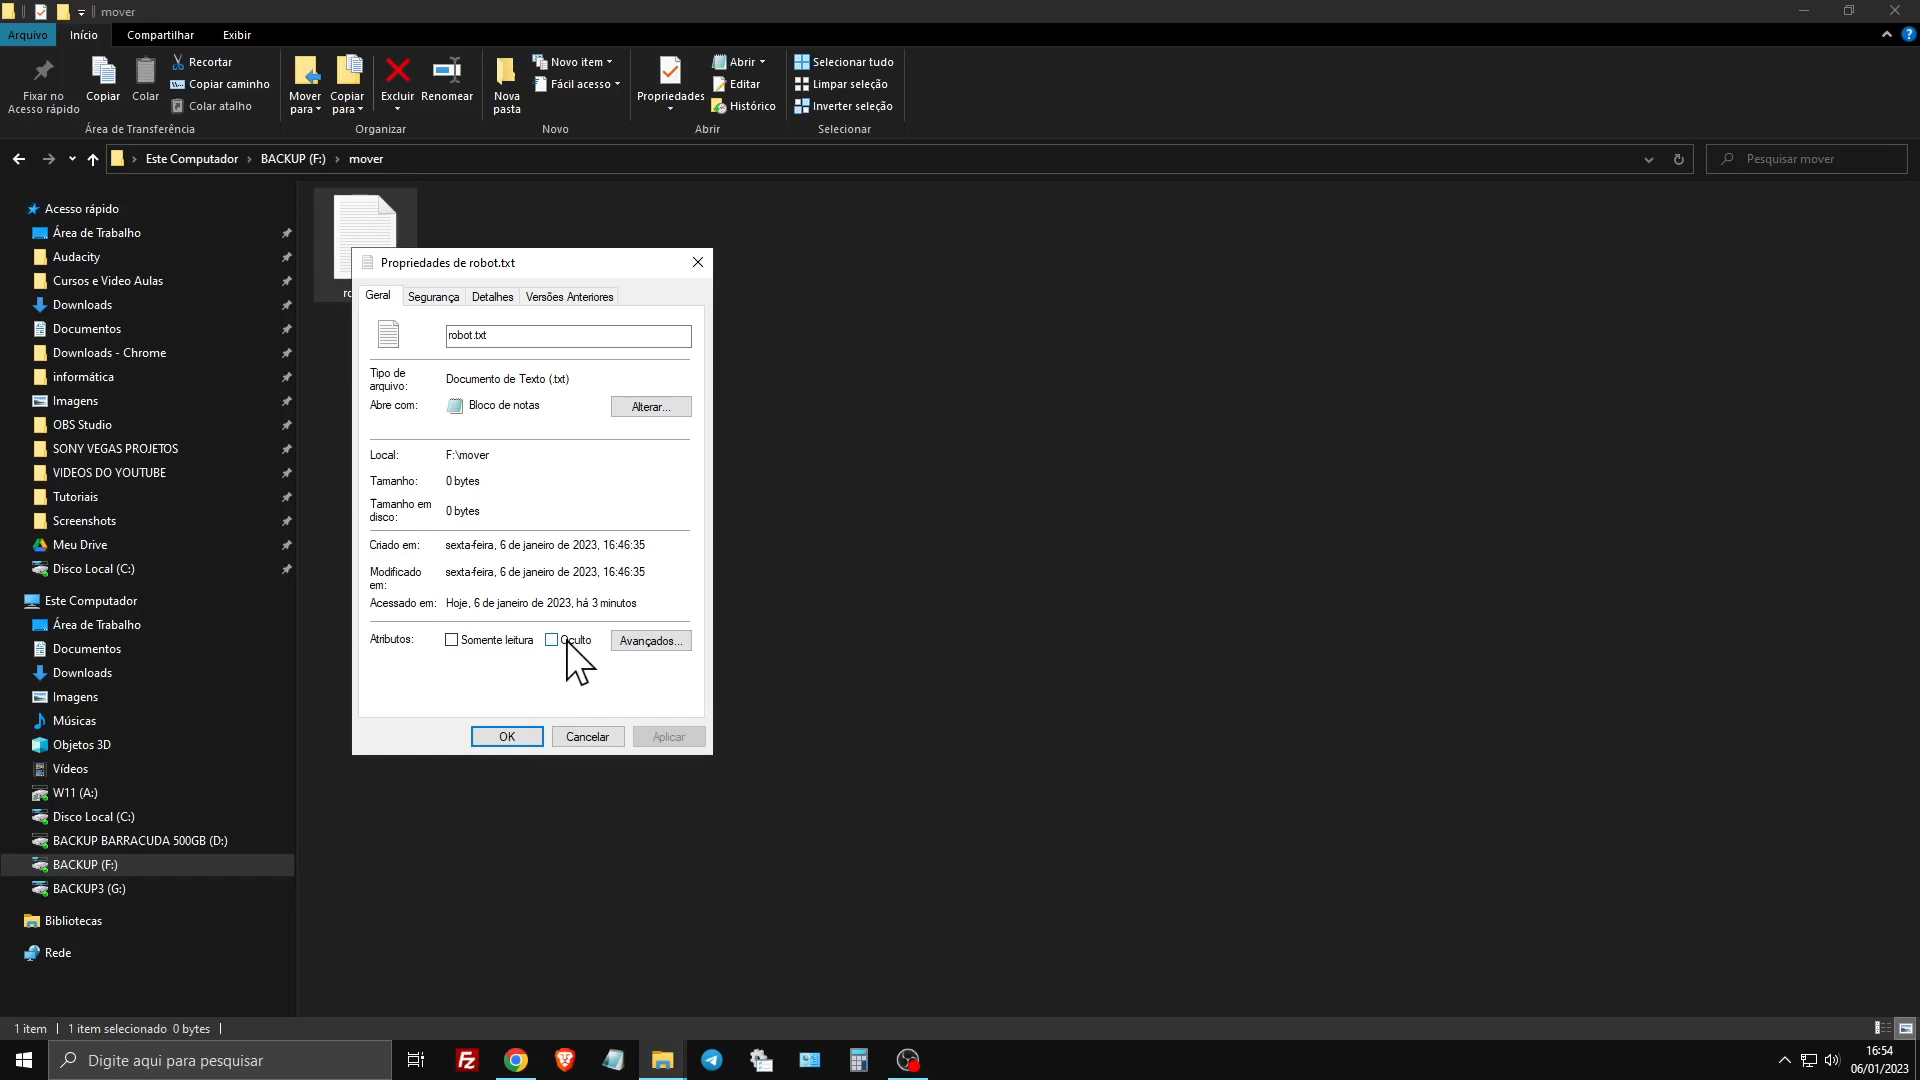 mover
Arquivo
Início
Compartilhar
Exibir
Fixar no
Acesso rápido
Copiar
Colar
Recortar
Copiar caminho
Colar atalho
Área de Transferência
Mover
para
Copiar
para
Excluir
Renomear
Organizar
Nova
pasta
Novo item
Fácil acesso
Novo
Propriedades
Abrir
Editar
Histórico
Abrir
Selecionar tudo
Limpar seleção
Inverter seleção
Selecionar
Este Computador
BACKUP (F:)
mover
Pesquisar mover
Acesso rápido
Área de Trabalho
Audacity
Cursos e Video Aulas
Downloads
Documentos
Downloads - Chrome
informática
Imagens
OBS Studio
SONY VEGAS PROJETOS
VIDEOS DO YOUTUBE
Tutoriais
Screenshots
Meu Drive
Disco Local (C:)
Este Computador
Área de Trabalho
Documentos
Downloads
Imagens
Músicas
Objetos 3D
Vídeos
W11 (A:)
Disco Local (C:)
BACKUP BARRACUDA 500GB (D:)
BACKUP (F:)
BACKUP3 (G:)
Bibliotecas
Rede
Propriedades de robot.txt
Geral
Segurança
Detalhes
Versões Anteriores
robot.txt
Tipo de
arquivo:
Documento de Texto (.txt)
Abre com:
Bloco de notas
Alterar...
Local:
F:\mover
Tamanho:
0 bytes
Tamanho em
disco:
0 bytes
Criado em:
sexta-feira, 6 de janeiro de 2023, 16:46:35
Modificado
em:
sexta-feira, 6 de janeiro de 2023, 16:46:35
Acessado em:
Hoje, 6 de janeiro de 2023, há 3 minutos
Atributos:
Somente leitura
Oculto
Avançados...
OK
Cancelar
Aplicar
1 item
1 item selecionado 0 bytes
Digite aqui para pesquisar
16:54
06/01/2023